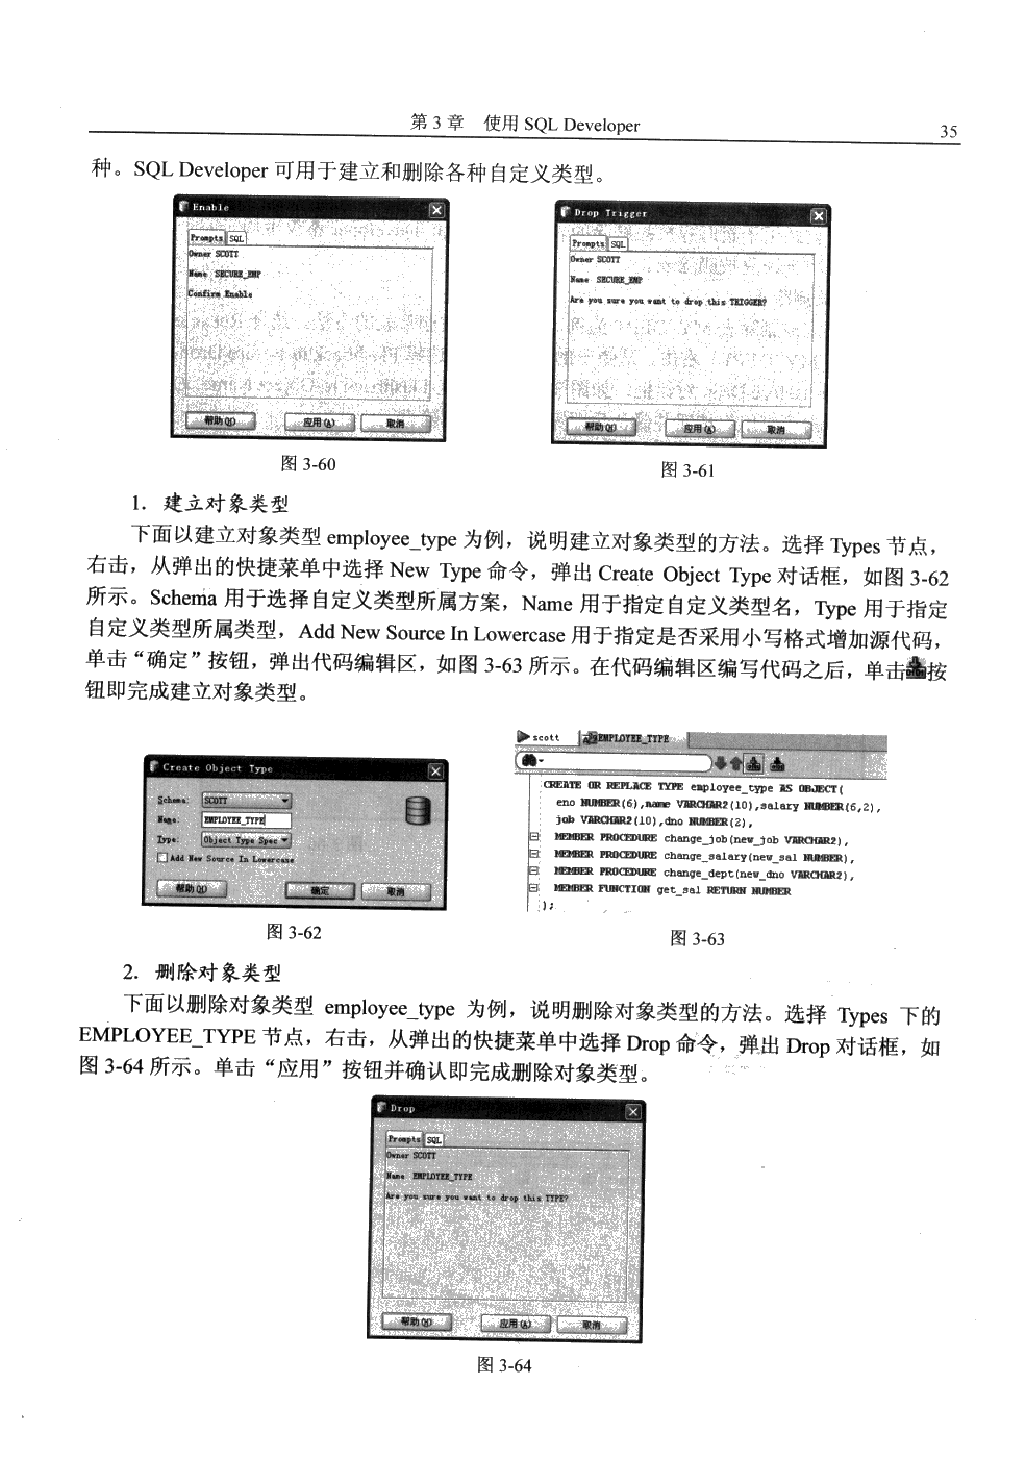 第 3 章　使用 SQL Developer
35
种。SQL Developer 可用于建立和删除各种自定义类型。
Enable
Prompts SQL
Owner SCOTT
Name SECURE_EMP
Confirm Enable
帮助(H) 应用(A) 取消
Drop Trigger
Prompts SQL
Owner SCOTT
Name SECURE_EMP
Are you sure you want to drop this TRIGGER?
帮助(H) 应用(A) 取消
图 3-60
图 3-61
1. 建立对象类型
下面以建立对象类型 employee_type 为例，说明建立对象类型的方法。选择 Types 节点，
右击，从弹出的快捷菜单中选择 New Type 命令，弹出 Create Object Type 对话框，如图 3-62
所示。Schema 用于选择自定义类型所属方案，Name 用于指定自定义类型名，Type 用于指定
自定义类型所属类型，Add New Source In Lowercase 用于指定是否采用小写格式增加源代码，
单击“确定”按钮，弹出代码编辑区，如图 3-63 所示。在代码编辑区编写代码之后，单击按
钮即完成建立对象类型。
Create Object Type
Schema: SCOTT
Name: EMPLOYEE_TYPE
Type: Object Type Spec
Add New Source In Lowercase
帮助(H) 确定 取消
scott EMPLOYEE_TYPE
CREATE OR REPLACE TYPE employee_type AS OBJECT(
eno NUMBER(6),name VARCHAR2(10),salary NUMBER(6,2),
job VARCHAR2(10),dno NUMBER(2),
MEMBER PROCEDURE change_job(new_job VARCHAR2),
MEMBER PROCEDURE change_salary(new_sal NUMBER),
MEMBER PROCEDURE change_dept(new_dno VARCHAR2),
MEMBER FUNCTION get_sal RETURN NUMBER
);
图 3-62
图 3-63
2. 删除对象类型
下面以删除对象类型 employee_type 为例，说明删除对象类型的方法。选择 Types 下的
EMPLOYEE_TYPE 节点，右击，从弹出的快捷菜单中选择 Drop 命令，弹出 Drop 对话框，如
图 3-64 所示。单击“应用”按钮并确认即完成删除对象类型。
Drop
Prompts SQL
Owner SCOTT
Name EMPLOYEE_TYPE
Are you sure you want to drop this TYPE?
帮助(H) 应用(A) 取消
图 3-64